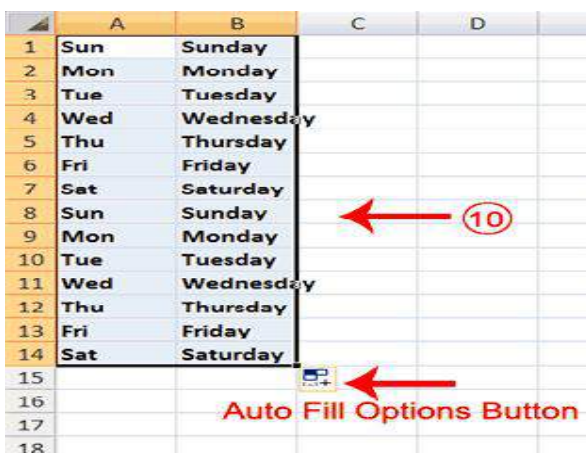 A B C D
1 Sun Sunday
2 Mon Monday
3 Tue Tuesday
4 Wed Wednesday
5 Thu Thursday
6 Fri Friday
7 Sat Saturday
8 Sun Sunday
10
9 Mon Monday
10 Tue Tuesday
11 Wed Wednesday
12 Thu Thursday
13 Fri Friday
14 Sat Saturday
15
16
Auto Fill Options Button
17
18